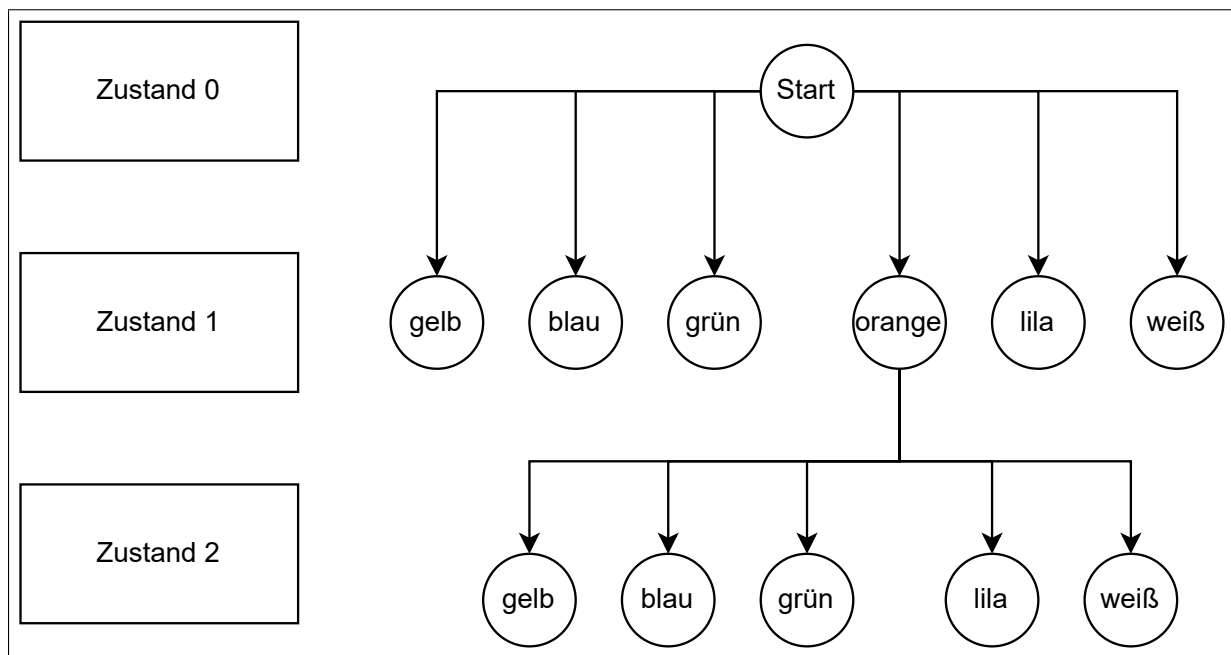 Zustand 0
Start
Zustand 1
gelb
blau
grün
orange
lila
weiß
Zustand 2
gelb
blau
grün
lila
weiß